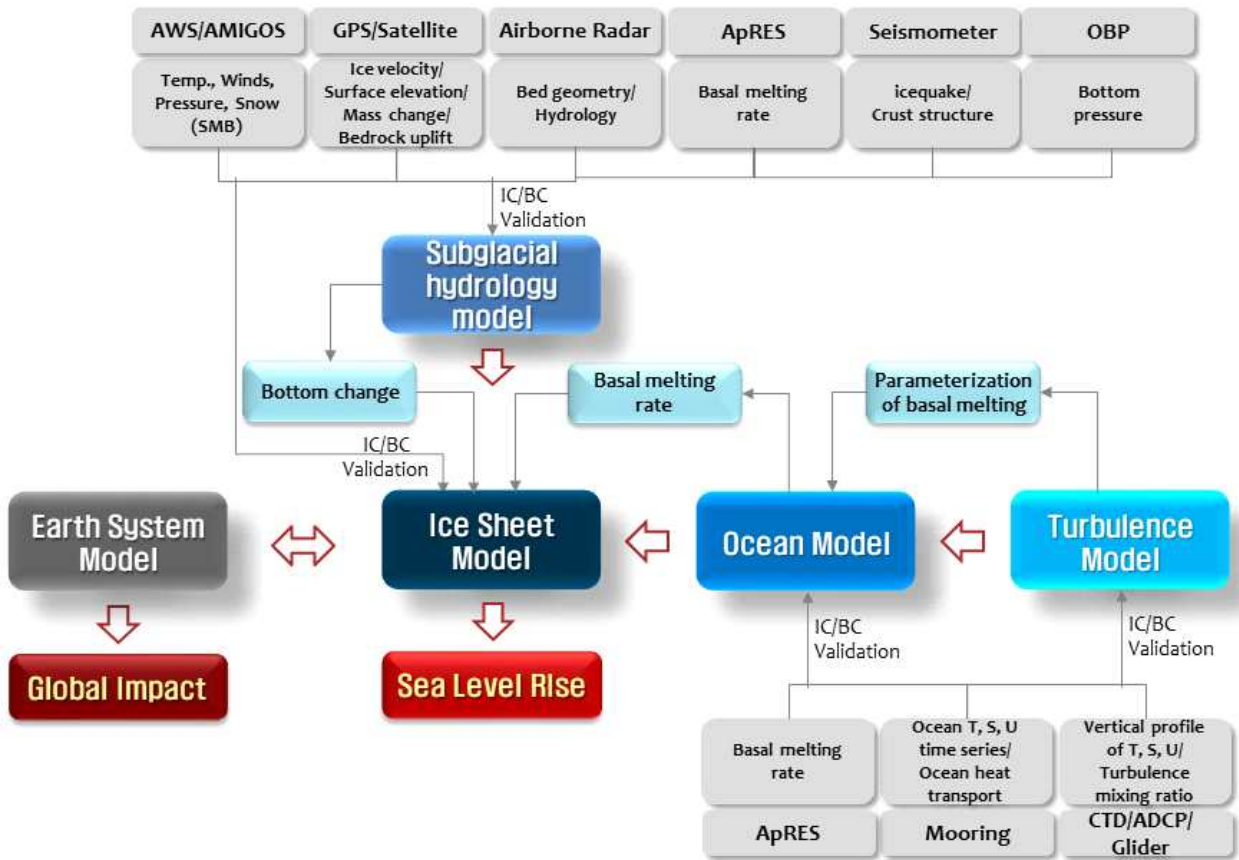 AWS/AMIGOS
GPS/Satellite
Airborne Radar
ApRES
Seismometer
OBP
Temp., Winds,
Pressure, Snow
(SMB)
Ice velocity/
Surface elevation/
Mass change/
Bedrock uplift
Bed geometry/
Hydrology
Basal melting
rate
icequake/
Crust structure
Bottom
pressure
IC/BC
Validation
Subglacial
hydrology
model
Bottom change
Basal melting
rate
Parameterization
of basal melting
IC/BC
Validation
Earth System
Model
Ice Sheet
Model
Ocean Model
Turbulence
Model
IC/BC
Validation
IC/BC
Validation
Global Impact
Sea Level RIse
Basal melting
rate
Ocean T, S, U
time series/
Ocean heat
transport
Vertical profile
of T, S, U/
Turbulence
mixing ratio
ApRES
Mooring
CTD/ADCP/
Glider